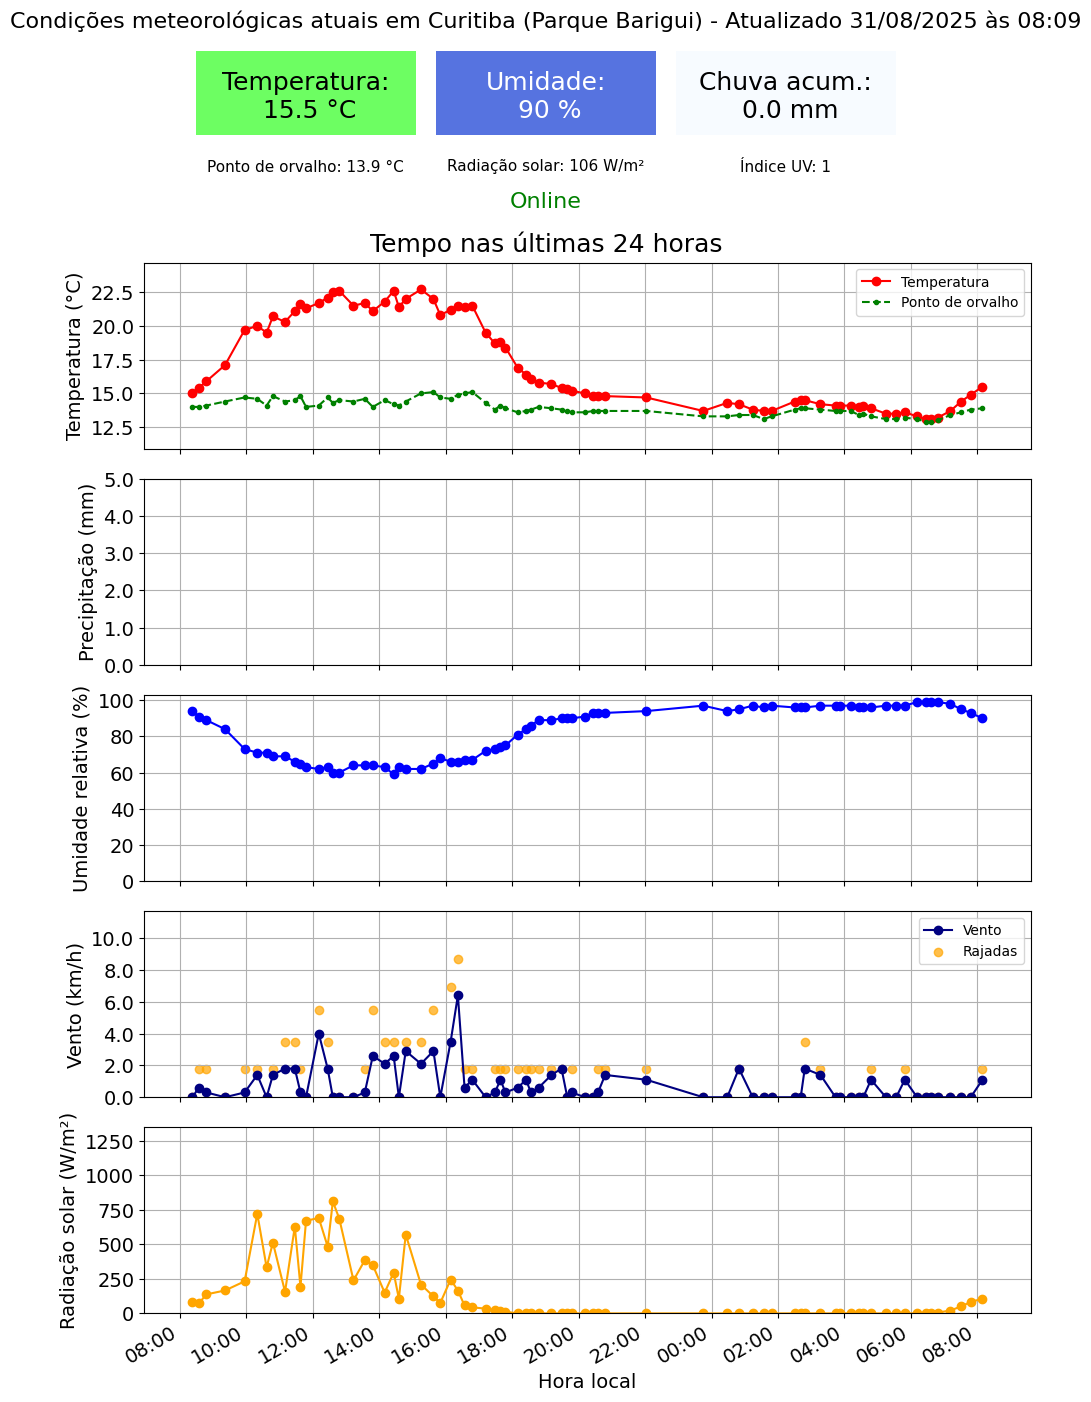 Condições meteorológicas atuais em Curitiba (Parque Barigui) - Atualizado 31/08/2025 às 08:09
Temperatura:
15.5 °C
Umidade:
90 %
Chuva acum.:
0.0 mm
Ponto de orvalho: 13.9 °C
Radiação solar: 106 W/m²
Índice UV: 1
Online
Tempo nas últimas 24 horas
Temperatura (°C)
22.5
20.0
17.5
15.0
12.5
Temperatura
Ponto de orvalho
Precipitação (mm)
5.0
4.0
3.0
2.0
1.0
0.0
Umidade relativa (%)
100
80
60
40
20
0
Vento (km/h)
10.0
8.0
6.0
4.0
2.0
0.0
Vento
Rajadas
Radiação solar (W/m²)
1250
1000
750
500
250
0
08:00
10:00
12:00
14:00
16:00
18:00
20:00
22:00
00:00
02:00
04:00
06:00
08:00
Hora local